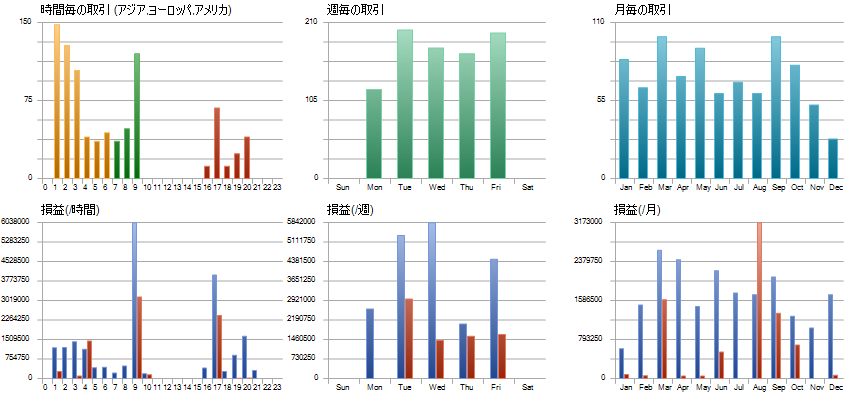 時間毎の取引 (アジア,ヨーロッパ,アメリカ)
150
75
0
0 1 2 3 4 5 6 7 8 9 10 11 12 13 14 15 16 17 18 19 20 21 22 23
週毎の取引
210
105
0
Sun Mon Tue Wed Thu Fri Sat
月毎の取引
110
55
0
Jan Feb Mar Apr May Jun Jul Aug Sep Oct Nov Dec
損益(/時間)
6038000
5283250
4528500
3773750
3019000
2264250
1509500
754750
0
0 1 2 3 4 5 6 7 8 9 10 11 12 13 14 15 16 17 18 19 20 21 22 23
損益(/週)
5842000
5111750
4381500
3651250
2921000
2190750
1460500
730250
0
Sun Mon Tue Wed Thu Fri Sat
損益(/月)
3173000
2379750
1586500
793250
0
Jan Feb Mar Apr May Jun Jul Aug Sep Oct Nov Dec